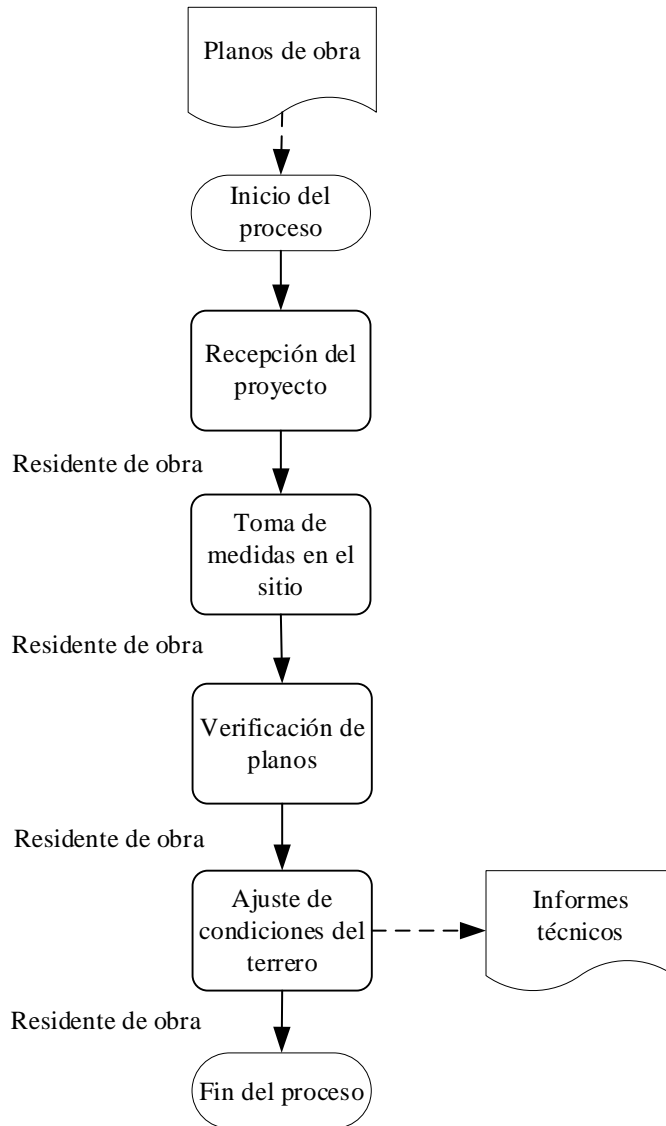 Planos de obra
Inicio del
proceso
Recepción del
proyecto
Residente de obra
Toma de
medidas en el
sitio
Residente de obra
Verificación de
planos
Residente de obra
Ajuste de
condiciones del
terrero
Informes
técnicos
Residente de obra
Fin del proceso